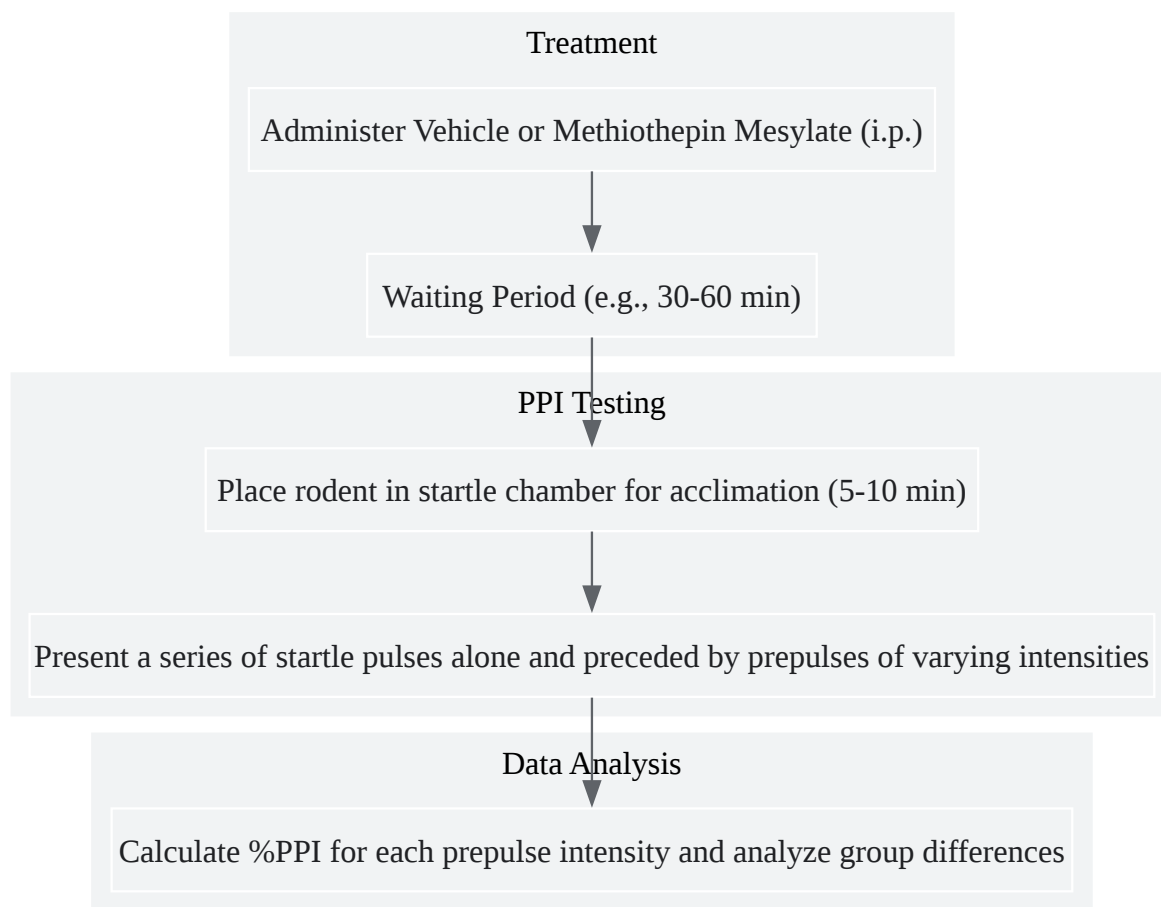 Treatment
Administer Vehicle or Methiothepin Mesylate (i.p.)
Waiting Period (e.g., 30-60 min)
PPI Testing
Place rodent in startle chamber for acclimation (5-10 min)
Present a series of startle pulses alone and preceded by prepulses of varying intensities
Data Analysis
Calculate %PPI for each prepulse intensity and analyze group differences